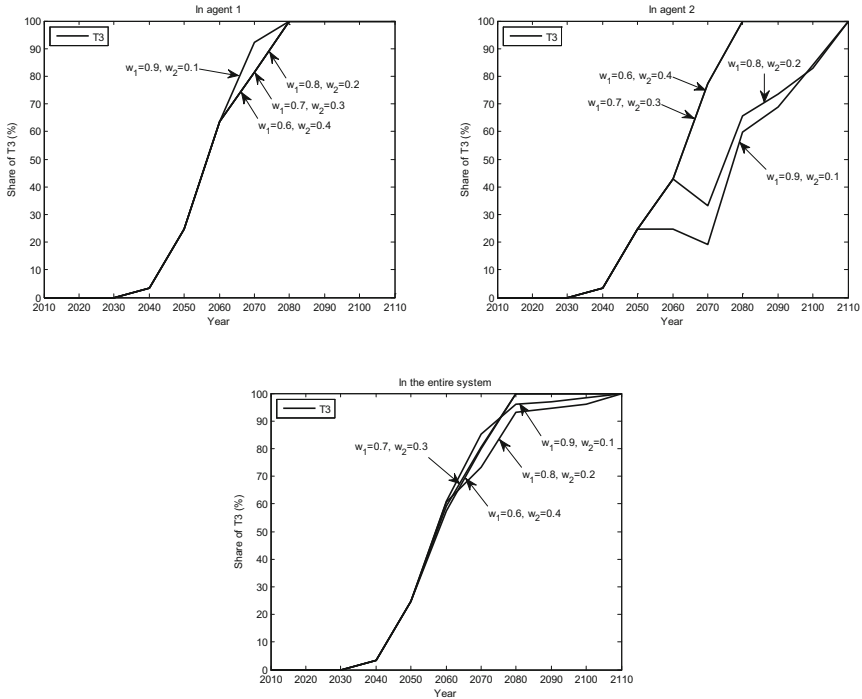 In agent 1
100
90
80
70
60
50
40
30
20
10
0
Share of T3 (%)
T3
w1=0.9, w2=0.1
w1=0.8, w2=0.2
w1=0.7, w2=0.3
w1=0.6, w2=0.4
2010 2020 2030 2040 2050 2060 2070 2080 2090 2100 2110
Year
In agent 2
100
90
80
70
60
50
40
30
20
10
0
Share of T3 (%)
T3
w1=0.6, w2=0.4
w1=0.7, w2=0.3
w1=0.8, w2=0.2
w1=0.9, w2=0.1
2010 2020 2030 2040 2050 2060 2070 2080 2090 2100 2110
Year
In the entire system
100
90
80
70
60
50
40
30
20
10
0
Share of T3 (%)
T3
w1=0.7, w2=0.3
w1=0.9, w2=0.1
w1=0.8, w2=0.2
w1=0.6, w2=0.4
2010 2020 2030 2040 2050 2060 2070 2080 2090 2100 2110
Year